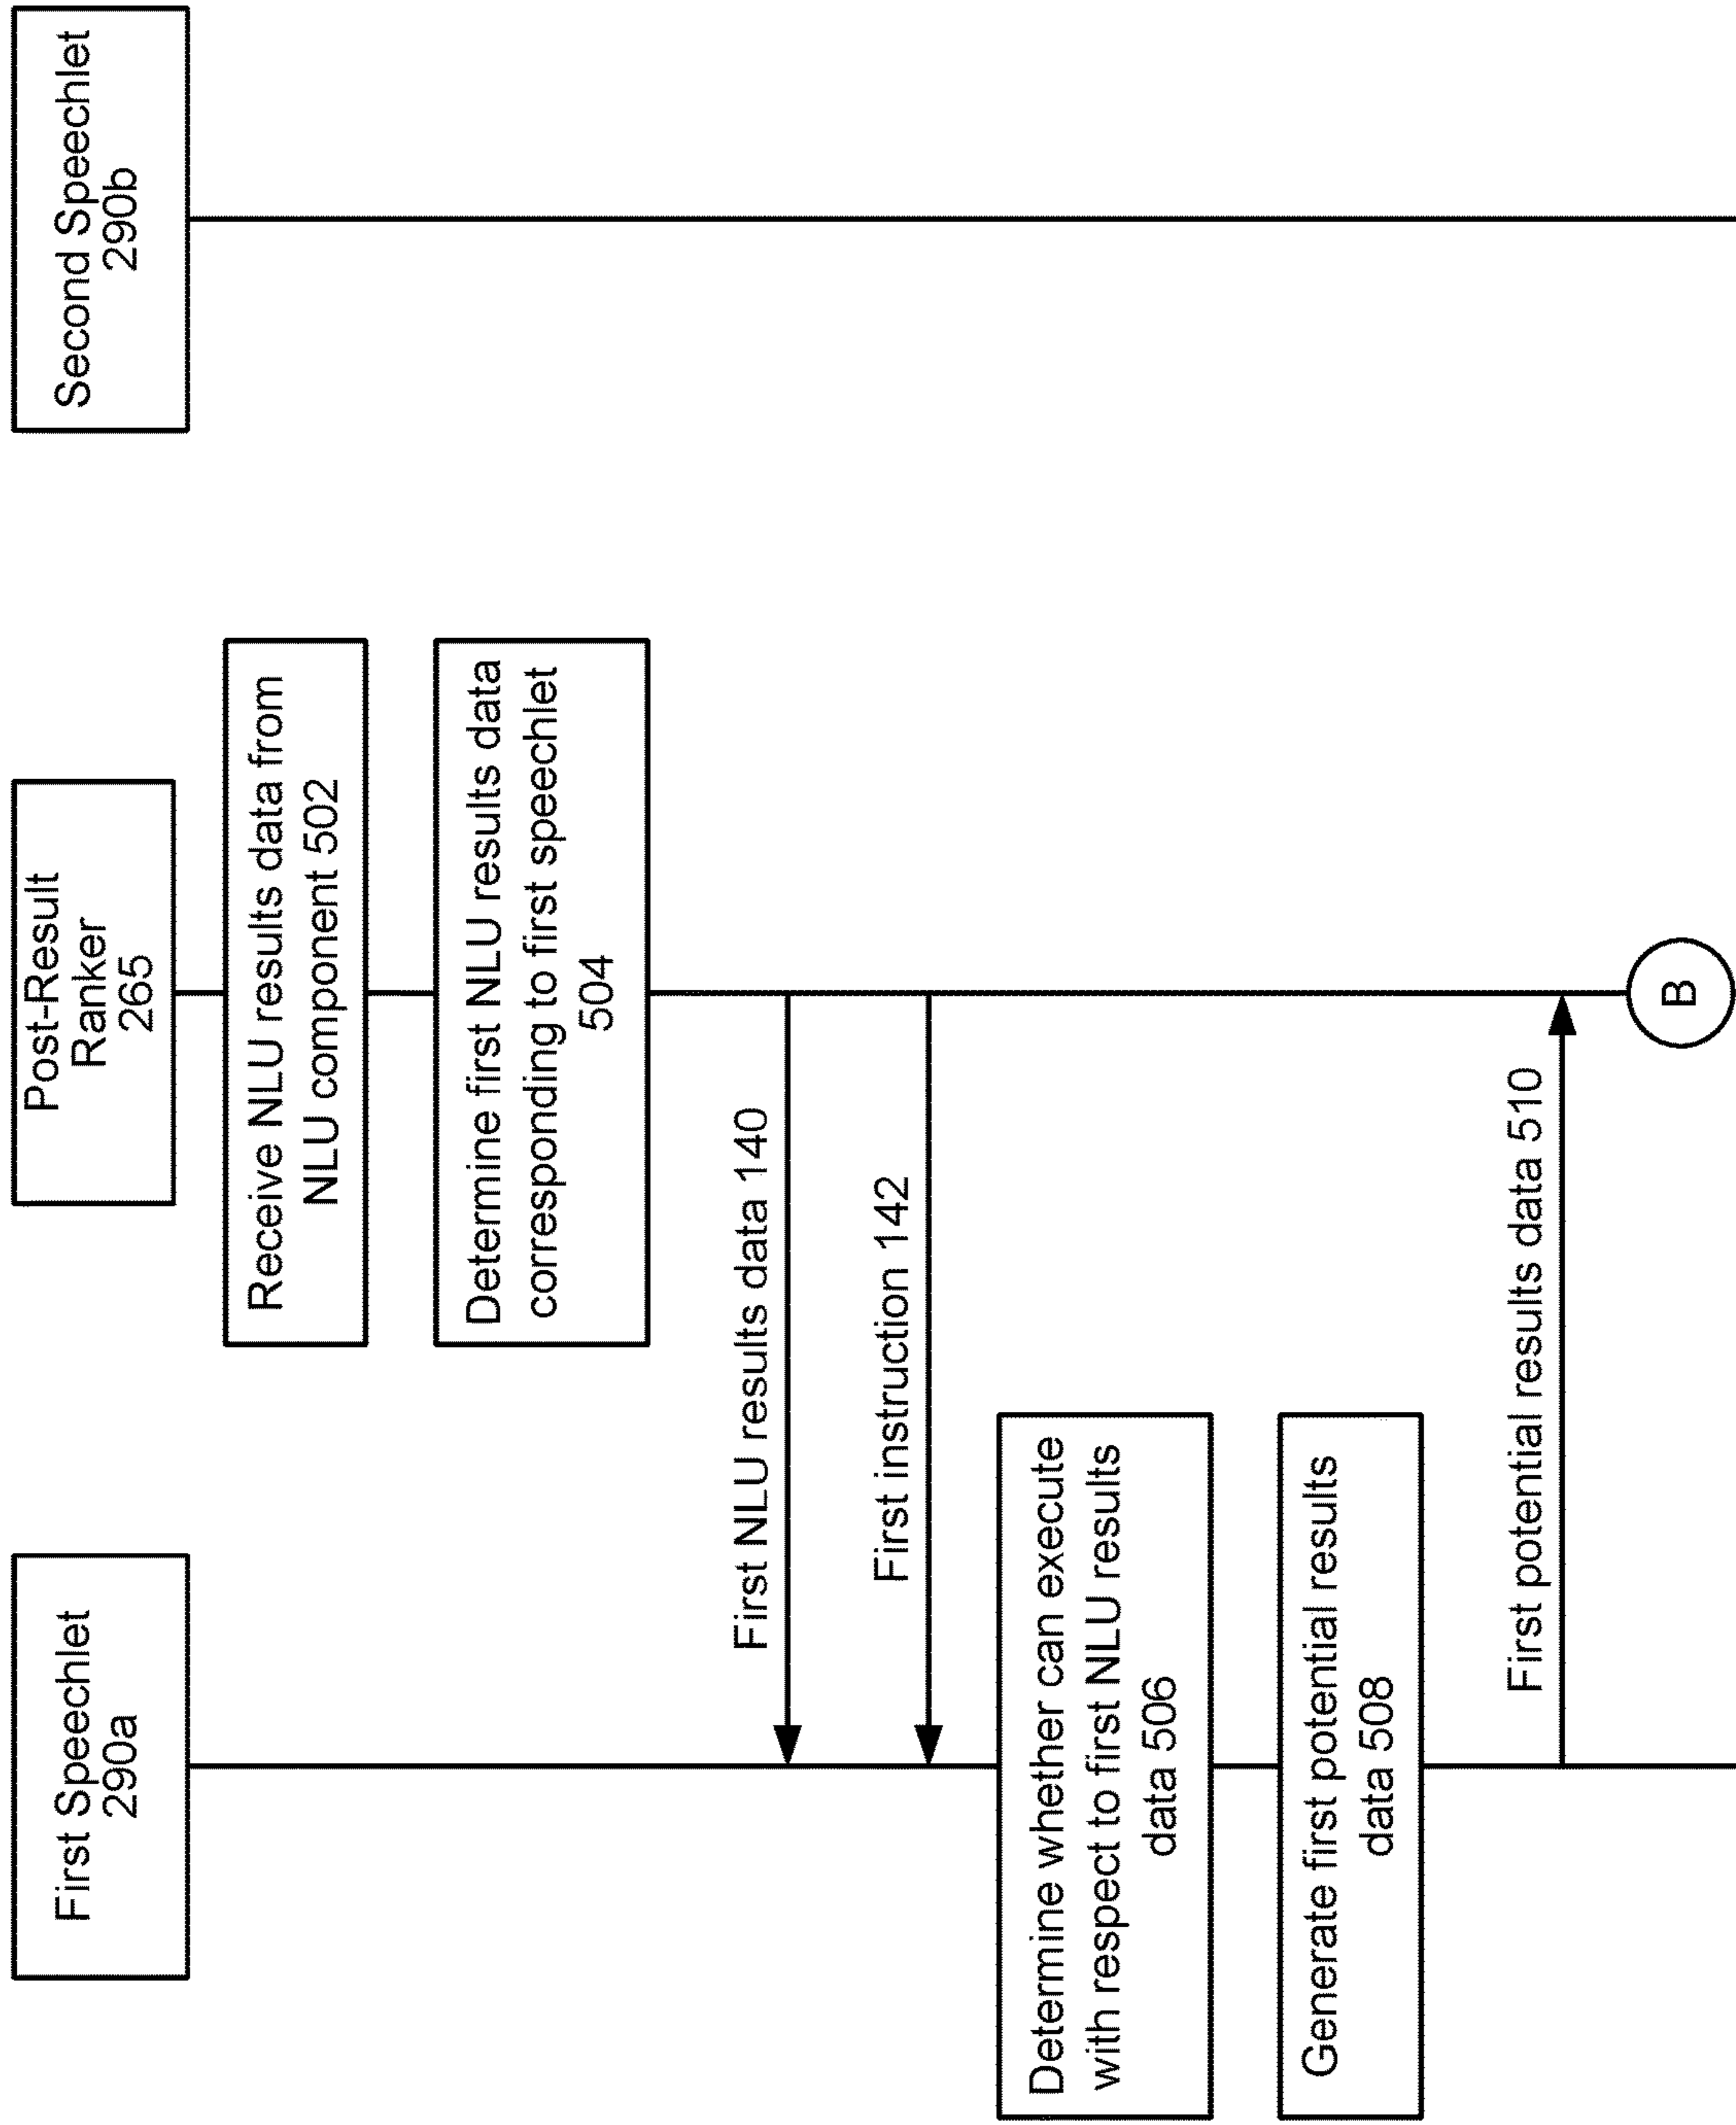 First Speechlet
290a
Post-Result
Ranker
265
Second Speechlet
290b
Receive NLU results data from
NLU component 502
Determine first NLU results data
corresponding to first speechlet
504
First NLU results data 140
First instruction 142
Determine whether can execute
with respect to first NLU results
data 506
Generate first potential results
data 508
First potential results data 510
B